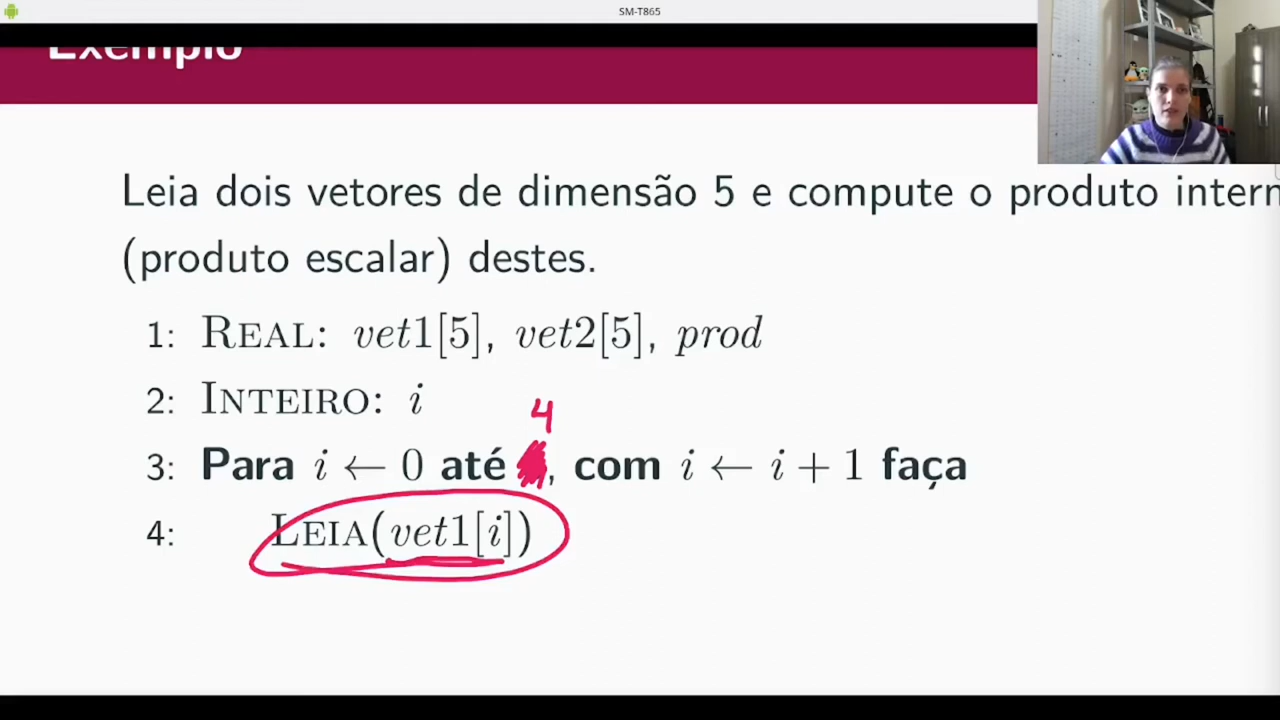 SM-T865
Exemplo
Leia dois vetores de dimensão 5 e compute o produto intern
(produto escalar) destes.
1: REAL: vet1[5], vet2[5], prod
2: INTEIRO: i
4
3: Para i ← 0 até , com i ← i + 1 faça
4: LEIA(vet1[i])